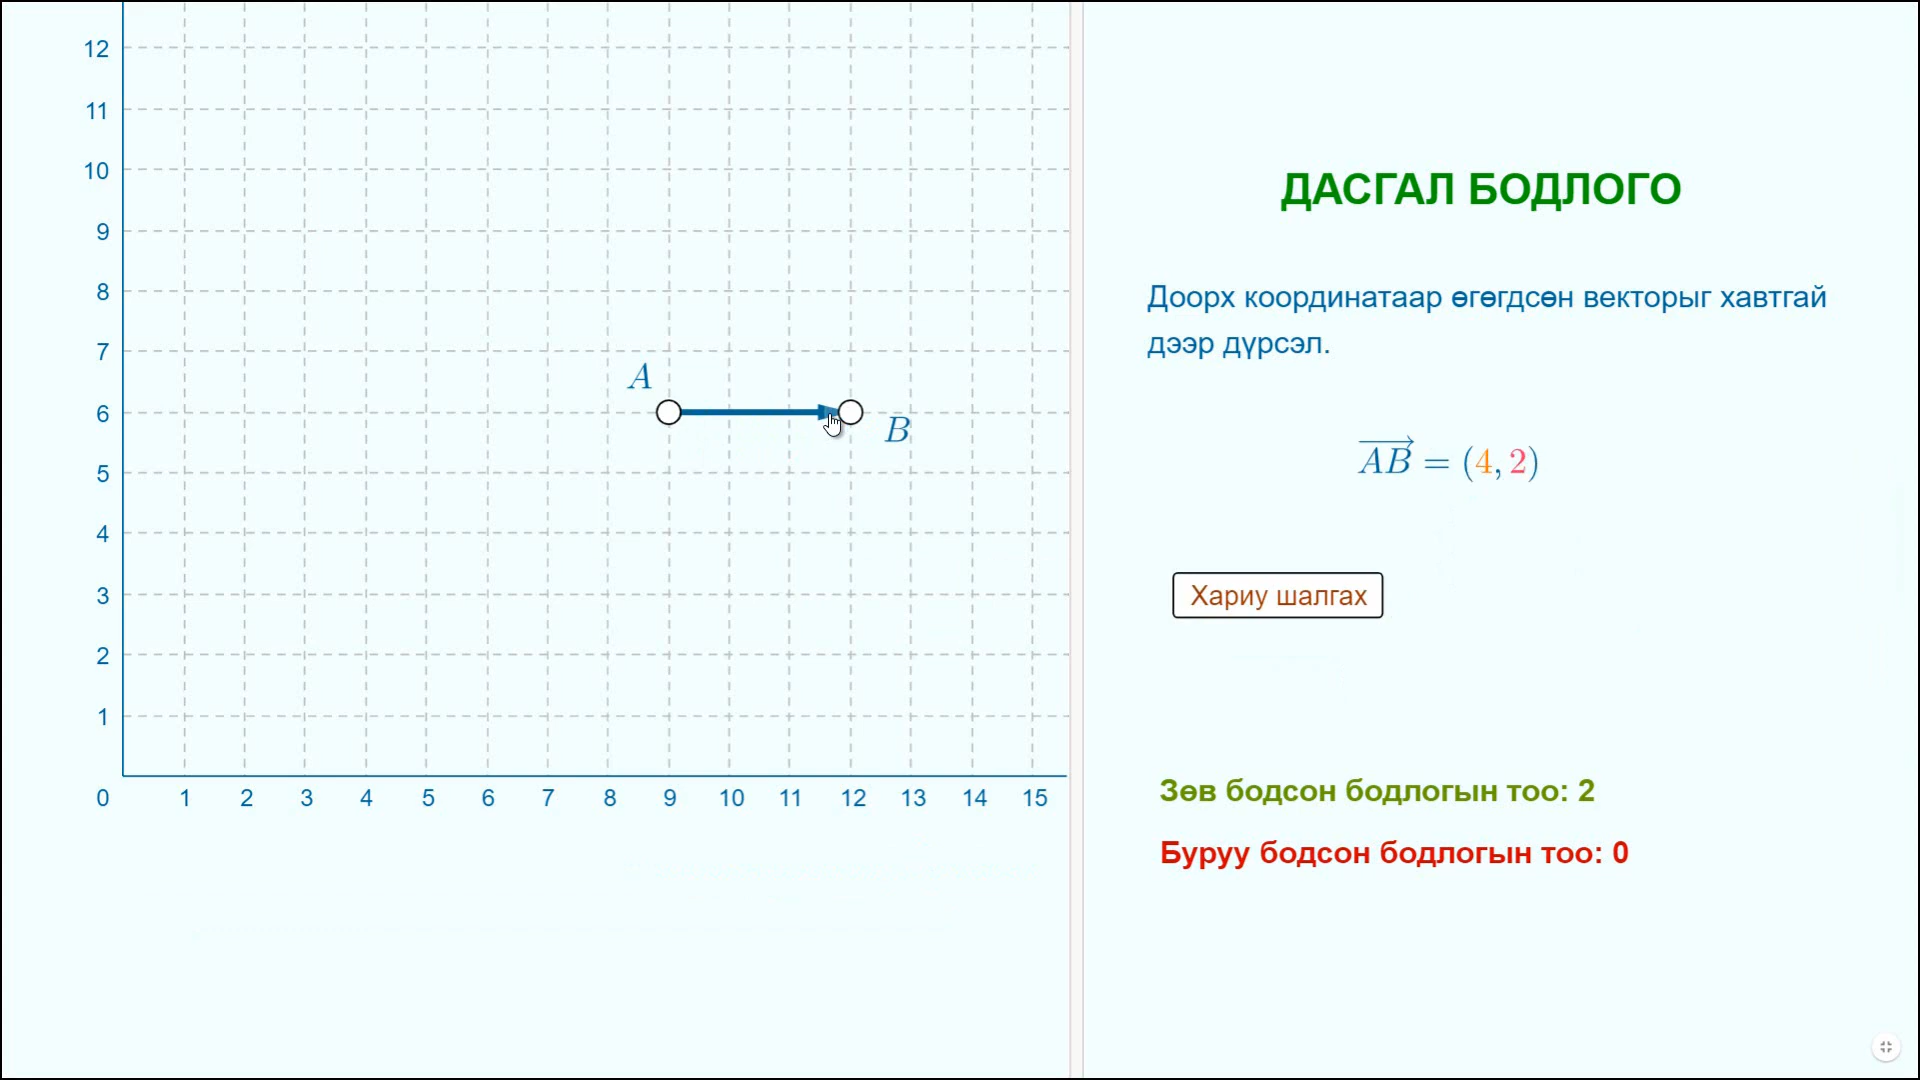 12
11
10
9
8
7
6
5
4
3
2
1
0 1 2 3 4 5 6 7 8 9 10 11 12 13 14 15
A
B
ДАСГАЛ БОДЛОГО
Доорх координатаар өгөгдсөн векторыг хавтгай
дээр дүрсэл.
$\overrightarrow{AB} = (4, 2)$
Хариу шалгах
Зөв бодсон бодлогын тоо: 2
Буруу бодсон бодлогын тоо: 0